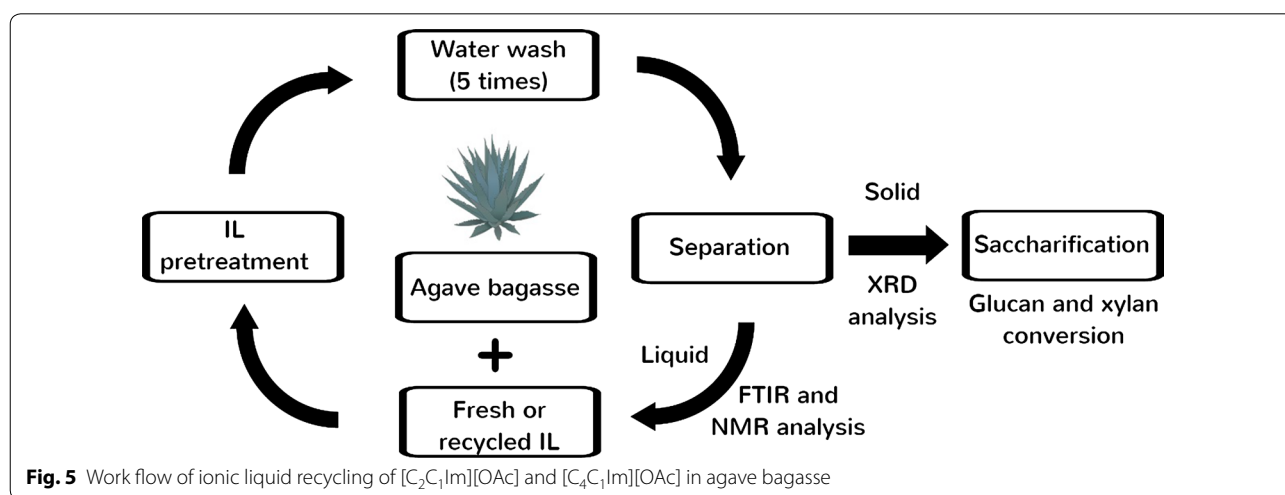 Water wash
(5 times)
IL
pretreatment
Agave bagasse
+
Fresh or
recycled IL
Separation
Solid
XRD
analysis
Saccharification
Glucan and xylan
conversion
Liquid
FTIR and
NMR analysis
Fig. 5 Work flow of ionic liquid recycling of [C₂C₁Im][OAc] and [C₄C₁Im][OAc] in agave bagasse